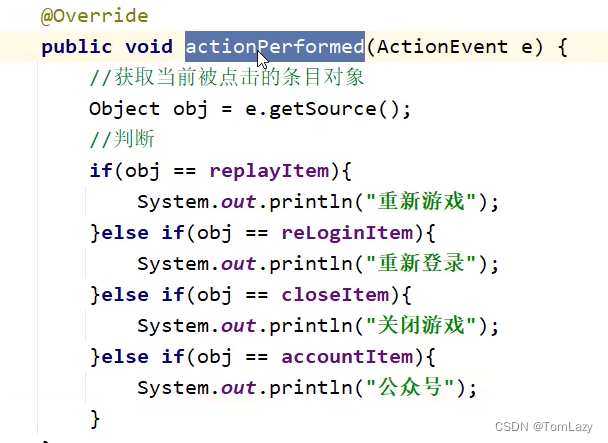 @Override
public void actionPerformed(ActionEvent e) {
//获取当前被点击的条目对象
Object obj = e.getSource();
//判断
if(obj == replayItem){
System.out.println("重新游戏");
}else if(obj == reLoginItem){
System.out.println("重新登录");
}else if(obj == closeItem){
System.out.println("关闭游戏");
}else if(obj == accountItem){
System.out.println("公众号");
}
CSDN @TomLazy